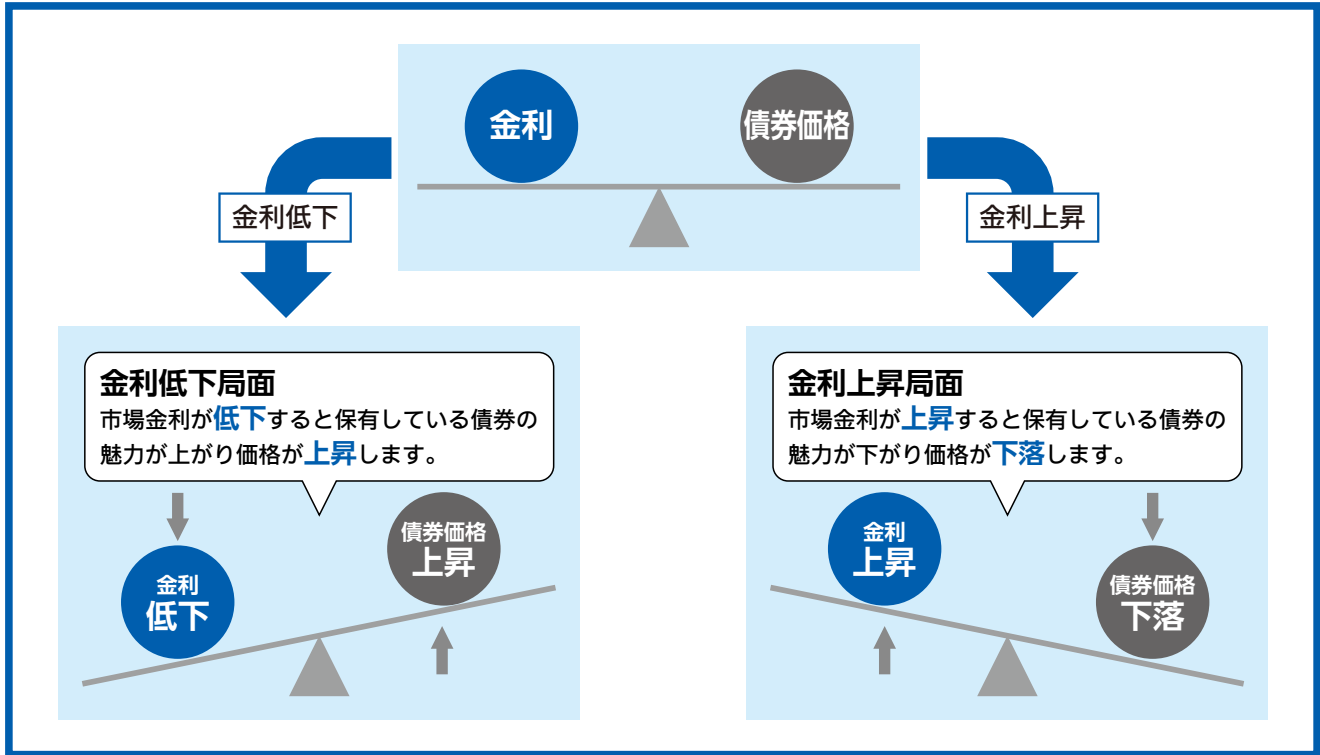 金利
債券価格
金利低下
金利上昇
金利低下局面
市場金利が低下すると保有している債券の
魅力が上がり価格が上昇します。
金利
低下
債券価格
上昇
金利上昇局面
市場金利が上昇すると保有している債券の
魅力が下がり価格が下落します。
金利
上昇
債券価格
下落